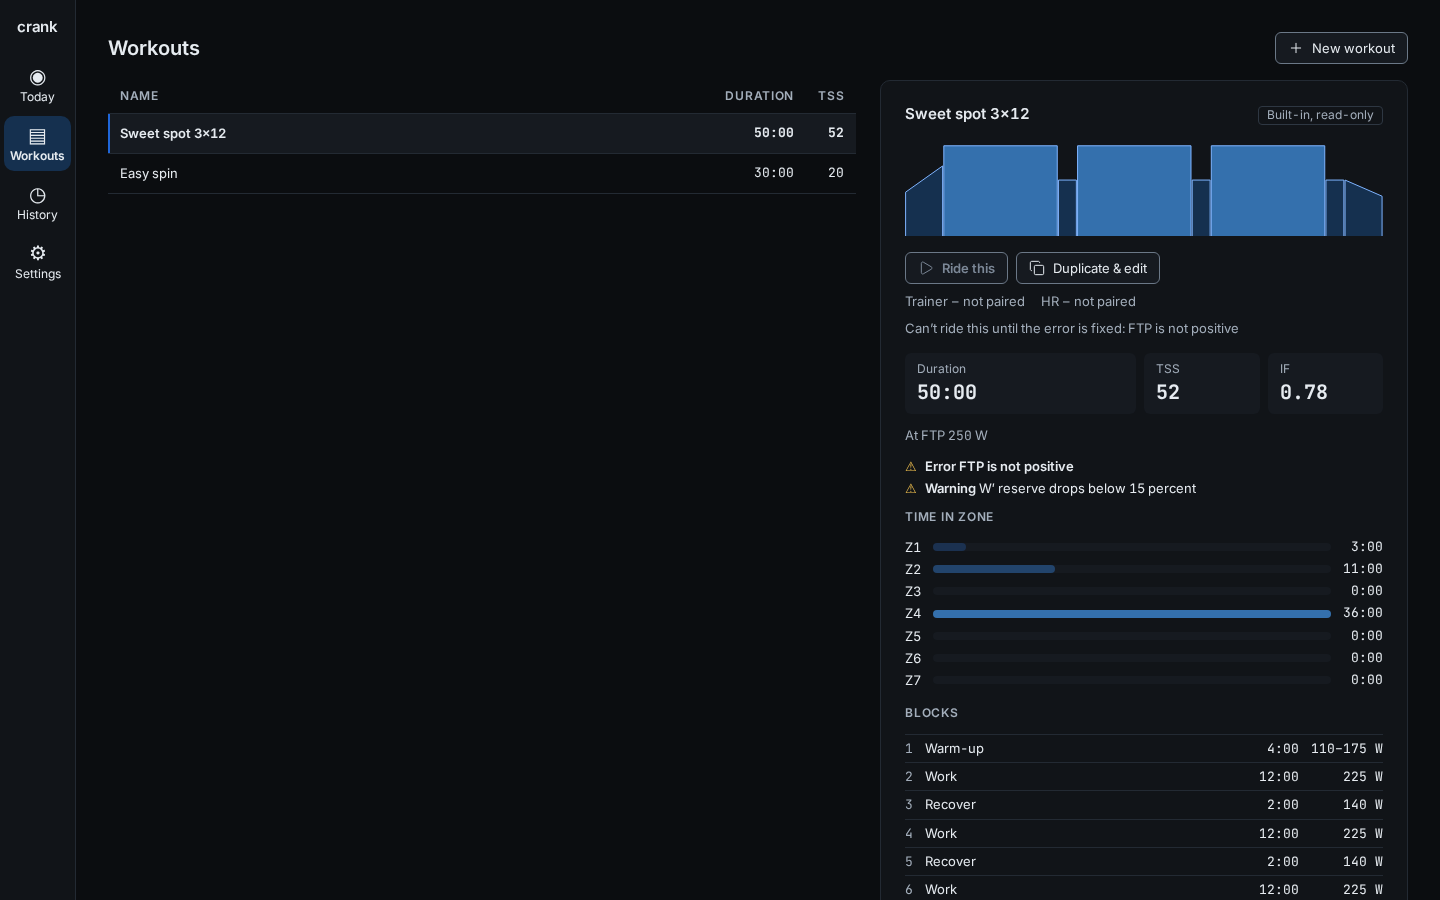 crank
Today
Workouts
History
Settings
Workouts
New workout
NAME DURATION TSS
Sweet spot 3×12 50:00 52
Easy spin 30:00 20
Sweet spot 3×12
Built-in, read-only
Ride this
Duplicate & edit
Trainer – not paired HR – not paired
Can’t ride this until the error is fixed: FTP is not positive
Duration TSS IF
50:00 52 0.78
At FTP 250 W
Error FTP is not positive
Warning W′ reserve drops below 15 percent
TIME IN ZONE
Z1 3:00
Z2 11:00
Z3 0:00
Z4 36:00
Z5 0:00
Z6 0:00
Z7 0:00
BLOCKS
1 Warm-up 4:00 110–175 W
2 Work 12:00 225 W
3 Recover 2:00 140 W
4 Work 12:00 225 W
5 Recover 2:00 140 W
6 Work 12:00 225 W